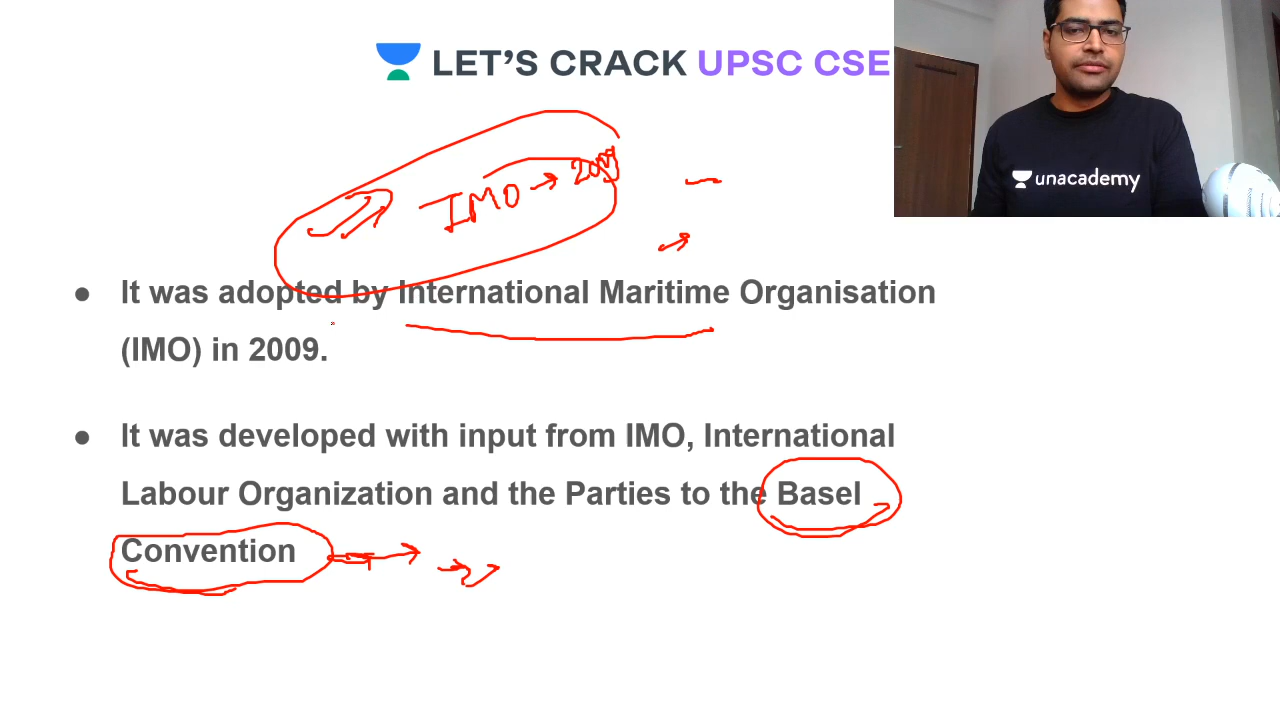 LET'S CRACK UPSC CSE
unacademy
IMO → 2009
● It was adopted by International Maritime Organisation
(IMO) in 2009.
● It was developed with input from IMO, International
Labour Organization and the Parties to the Basel
Convention